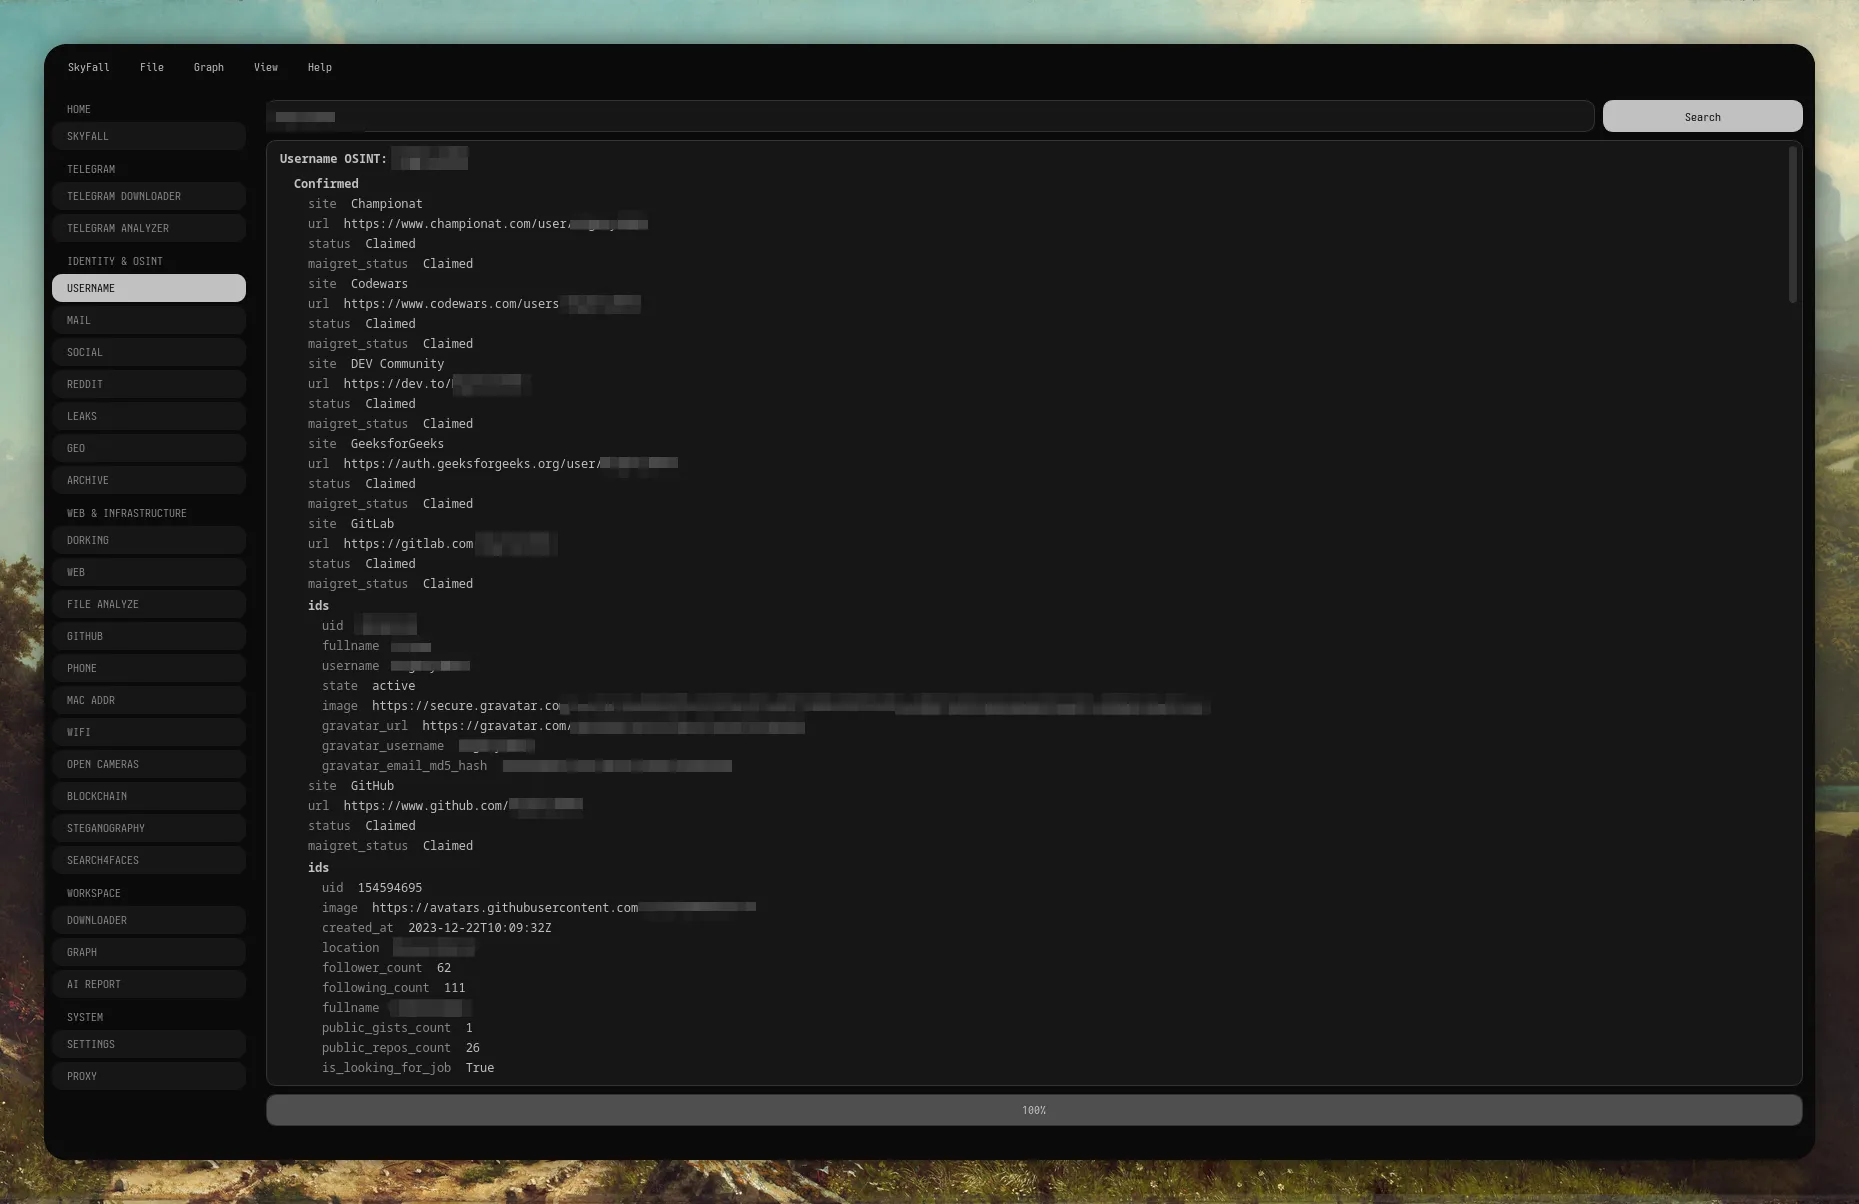 SkyFall File Graph View Help
HOME
SKYFALL
TELEGRAM
TELEGRAM DOWNLOADER
TELEGRAM ANALYZER
IDENTITY & OSINT
USERNAME
MAIL
SOCIAL
REDDIT
LEAKS
GEO
ARCHIVE
WEB & INFRASTRUCTURE
DORKING
WEB
FILE ANALYZE
GITHUB
PHONE
MAC ADDR
WIFI
OPEN CAMERAS
BLOCKCHAIN
STEGANOGRAPHY
SEARCH4FACES
WORKSPACE
DOWNLOADER
GRAPH
AI REPORT
SYSTEM
SETTINGS
PROXY
Search
Username OSINT:
Confirmed
site Championat
url https://www.championat.com/user/
status Claimed
maigret_status Claimed
site Codewars
url https://www.codewars.com/users
status Claimed
maigret_status Claimed
site DEV Community
url https://dev.to/
status Claimed
maigret_status Claimed
site GeeksforGeeks
url https://auth.geeksforgeeks.org/user/
status Claimed
maigret_status Claimed
site GitLab
url https://gitlab.com
status Claimed
maigret_status Claimed
ids
uid
fullname
username
state active
image https://secure.gravatar.co
gravatar_url https://gravatar.com/
gravatar_username
gravatar_email_md5_hash
site GitHub
url https://www.github.com/
status Claimed
maigret_status Claimed
ids
uid 154594695
image https://avatars.githubusercontent.com
created_at 2023-12-22T10:09:32Z
location
follower_count 62
following_count 111
fullname
public_gists_count 1
public_repos_count 26
is_looking_for_job True
100%